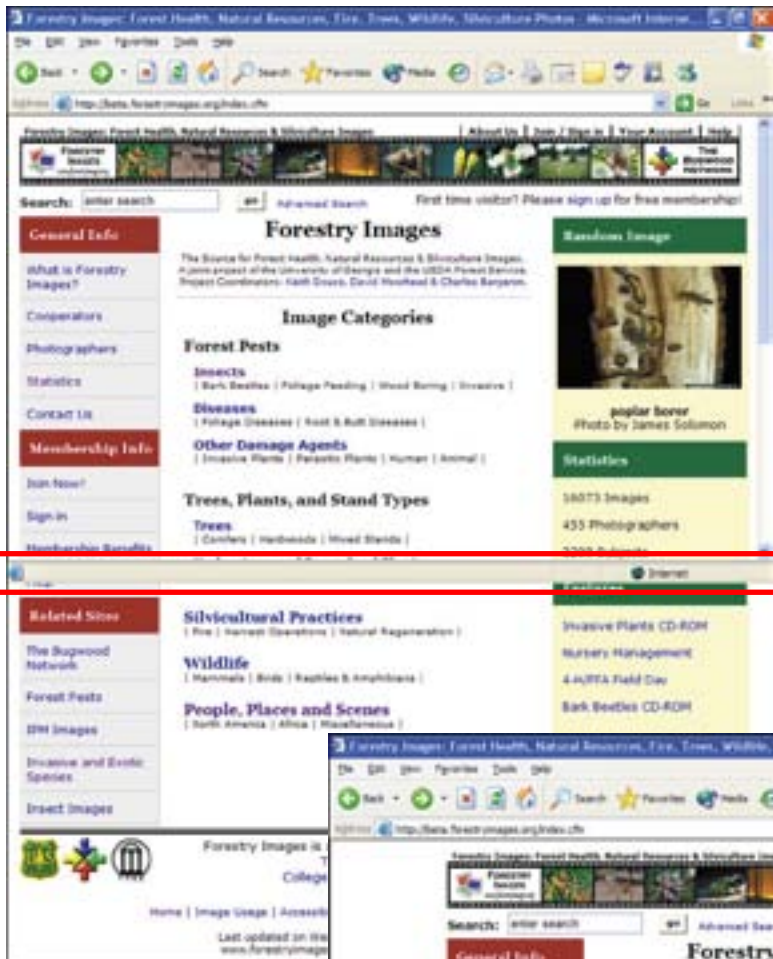 Forestry Images: Forest Health, Natural Resources, Fire, Trees, Wildlife, Silviculture Photos - Microsoft Interne...
File Edit View Favorites Tools Help
Back Search Favorites Media
Address http://beta.forestimages.org/index.cfm Go Links
Forestry Images: Forest Health, Natural Resources & Silviculture Images | About Us | Join / Sign in | Your Account | Help |
Forestry Images The Bugwood Network
Search: enter search Advanced Search First time visitor? Please sign up for free membership!
General Info
What is Forestry Images?
Cooperators
Photographers
Statistics
Contact Us
Membership Info
Join Now!
Sign in
Membership Benefits
Forestry Images
The Source for Forest Health, Natural Resources & Silviculture Images.
A joint project of the University of Georgia and the USDA Forest Service.
Project Coordinators: Keith Douce, David Moorhead & Charles Bargeron.
Image Categories
Forest Pests
Insects
| Bark Beetles | Foliage Feeding | Wood Boring | Invasive |
Diseases
| Foliage Diseases | Root & Butt Diseases |
Other Damage Agents
| Invasive Plants | Parasitic Plants | Human | Animal |
Trees, Plants, and Stand Types
Trees
| Conifers | Hardwoods | Mixed Stands |
Random Image
poplar borer
Photo by James Solomon
Statistics
16073 Images
455 Photographers
Internet
Related Sites
The Bugwood Network
Forest Pests
IPM Images
Invasive and Exotic Species
Insect Images
Silvicultural Practices
| Fire | Harvest Operations | Natural Regeneration |
Wildlife
| Mammals | Birds | Reptiles & Amphibians |
People, Places and Scenes
| North America | Africa | Miscellaneous |
Features
Invasive Plants CD-ROM
Nursery Management
4-H/FFA Field Day
Bark Beetles CD-ROM
Forestry Images is
College
Home | Image Usage |
Last updated on
www.forestryimage
Forestry Images: Forest Health, Natural Resources, Fire, Trees, Wildlife,
File Edit View Favorites Tools Help
Back Search Favorites Media
Address http://beta.forestimages.org/index.cfm
Forestry Images: Forest Health, Natural Resources & Silviculture
Forestry Images
Search: enter search Advanced
General Info
Forestry